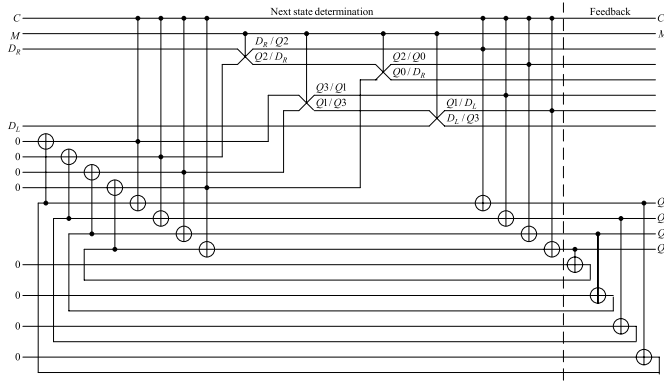 Next state determination
Feedback
C
C
M
M
D_R
D_R / Q2
Q2 / D_R
Q2 / Q0
Q0 / D_R
Q3 / Q1
Q1 / Q3
Q1 / D_L
D_L / Q3
D_L
0
0
0
0
Q
Q
Q
Q
0
0
0
0